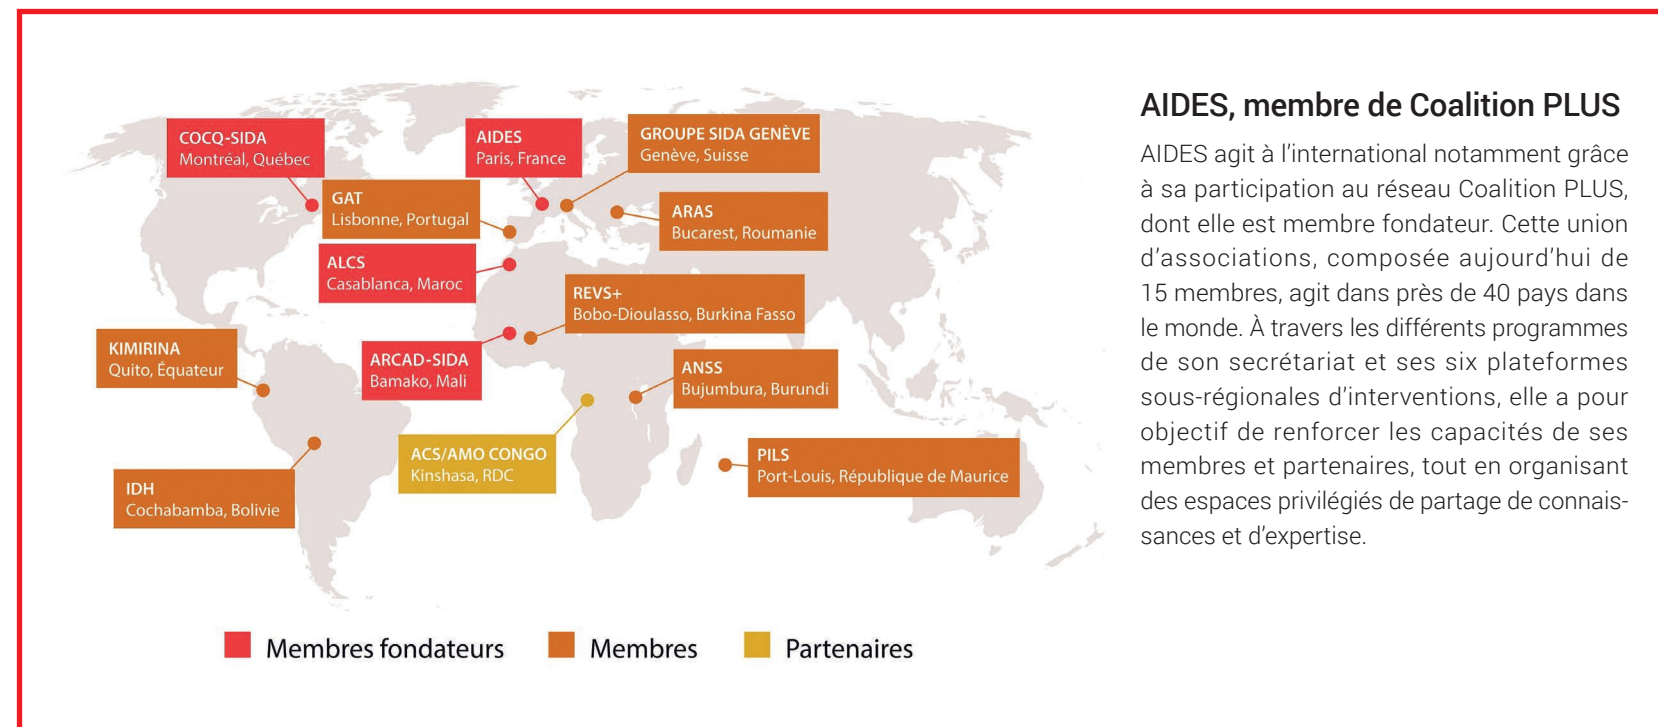 COCQ-SIDA
Montréal, Québec
AIDES
Paris, France
GROUPE SIDA GENÈVE
Genève, Suisse
GAT
Lisbonne, Portugal
ARAS
Bucarest, Roumanie
ALCS
Casablanca, Maroc
REVS+
Bobo-Dioulasso, Burkina Fasso
KIMIRINA
Quito, Équateur
ARCAD-SIDA
Bamako, Mali
ANSS
Bujumbura, Burundi
ACS/AMO CONGO
Kinshasa, RDC
PILS
Port-Louis, République de Maurice
IDH
Cochabamba, Bolivie
Membres fondateurs
Membres
Partenaires
AIDES, membre de Coalition PLUS
AIDES agit à l’international notamment grâce
à sa participation au réseau Coalition PLUS,
dont elle est membre fondateur. Cette union
d’associations, composée aujourd’hui de
15 membres, agit dans près de 40 pays dans
le monde. À travers les différents programmes
de son secrétariat et ses six plateformes
sous-régionales d’interventions, elle a pour
objectif de renforcer les capacités de ses
membres et partenaires, tout en organisant
des espaces privilégiés de partage de connais-
sances et d’expertise.